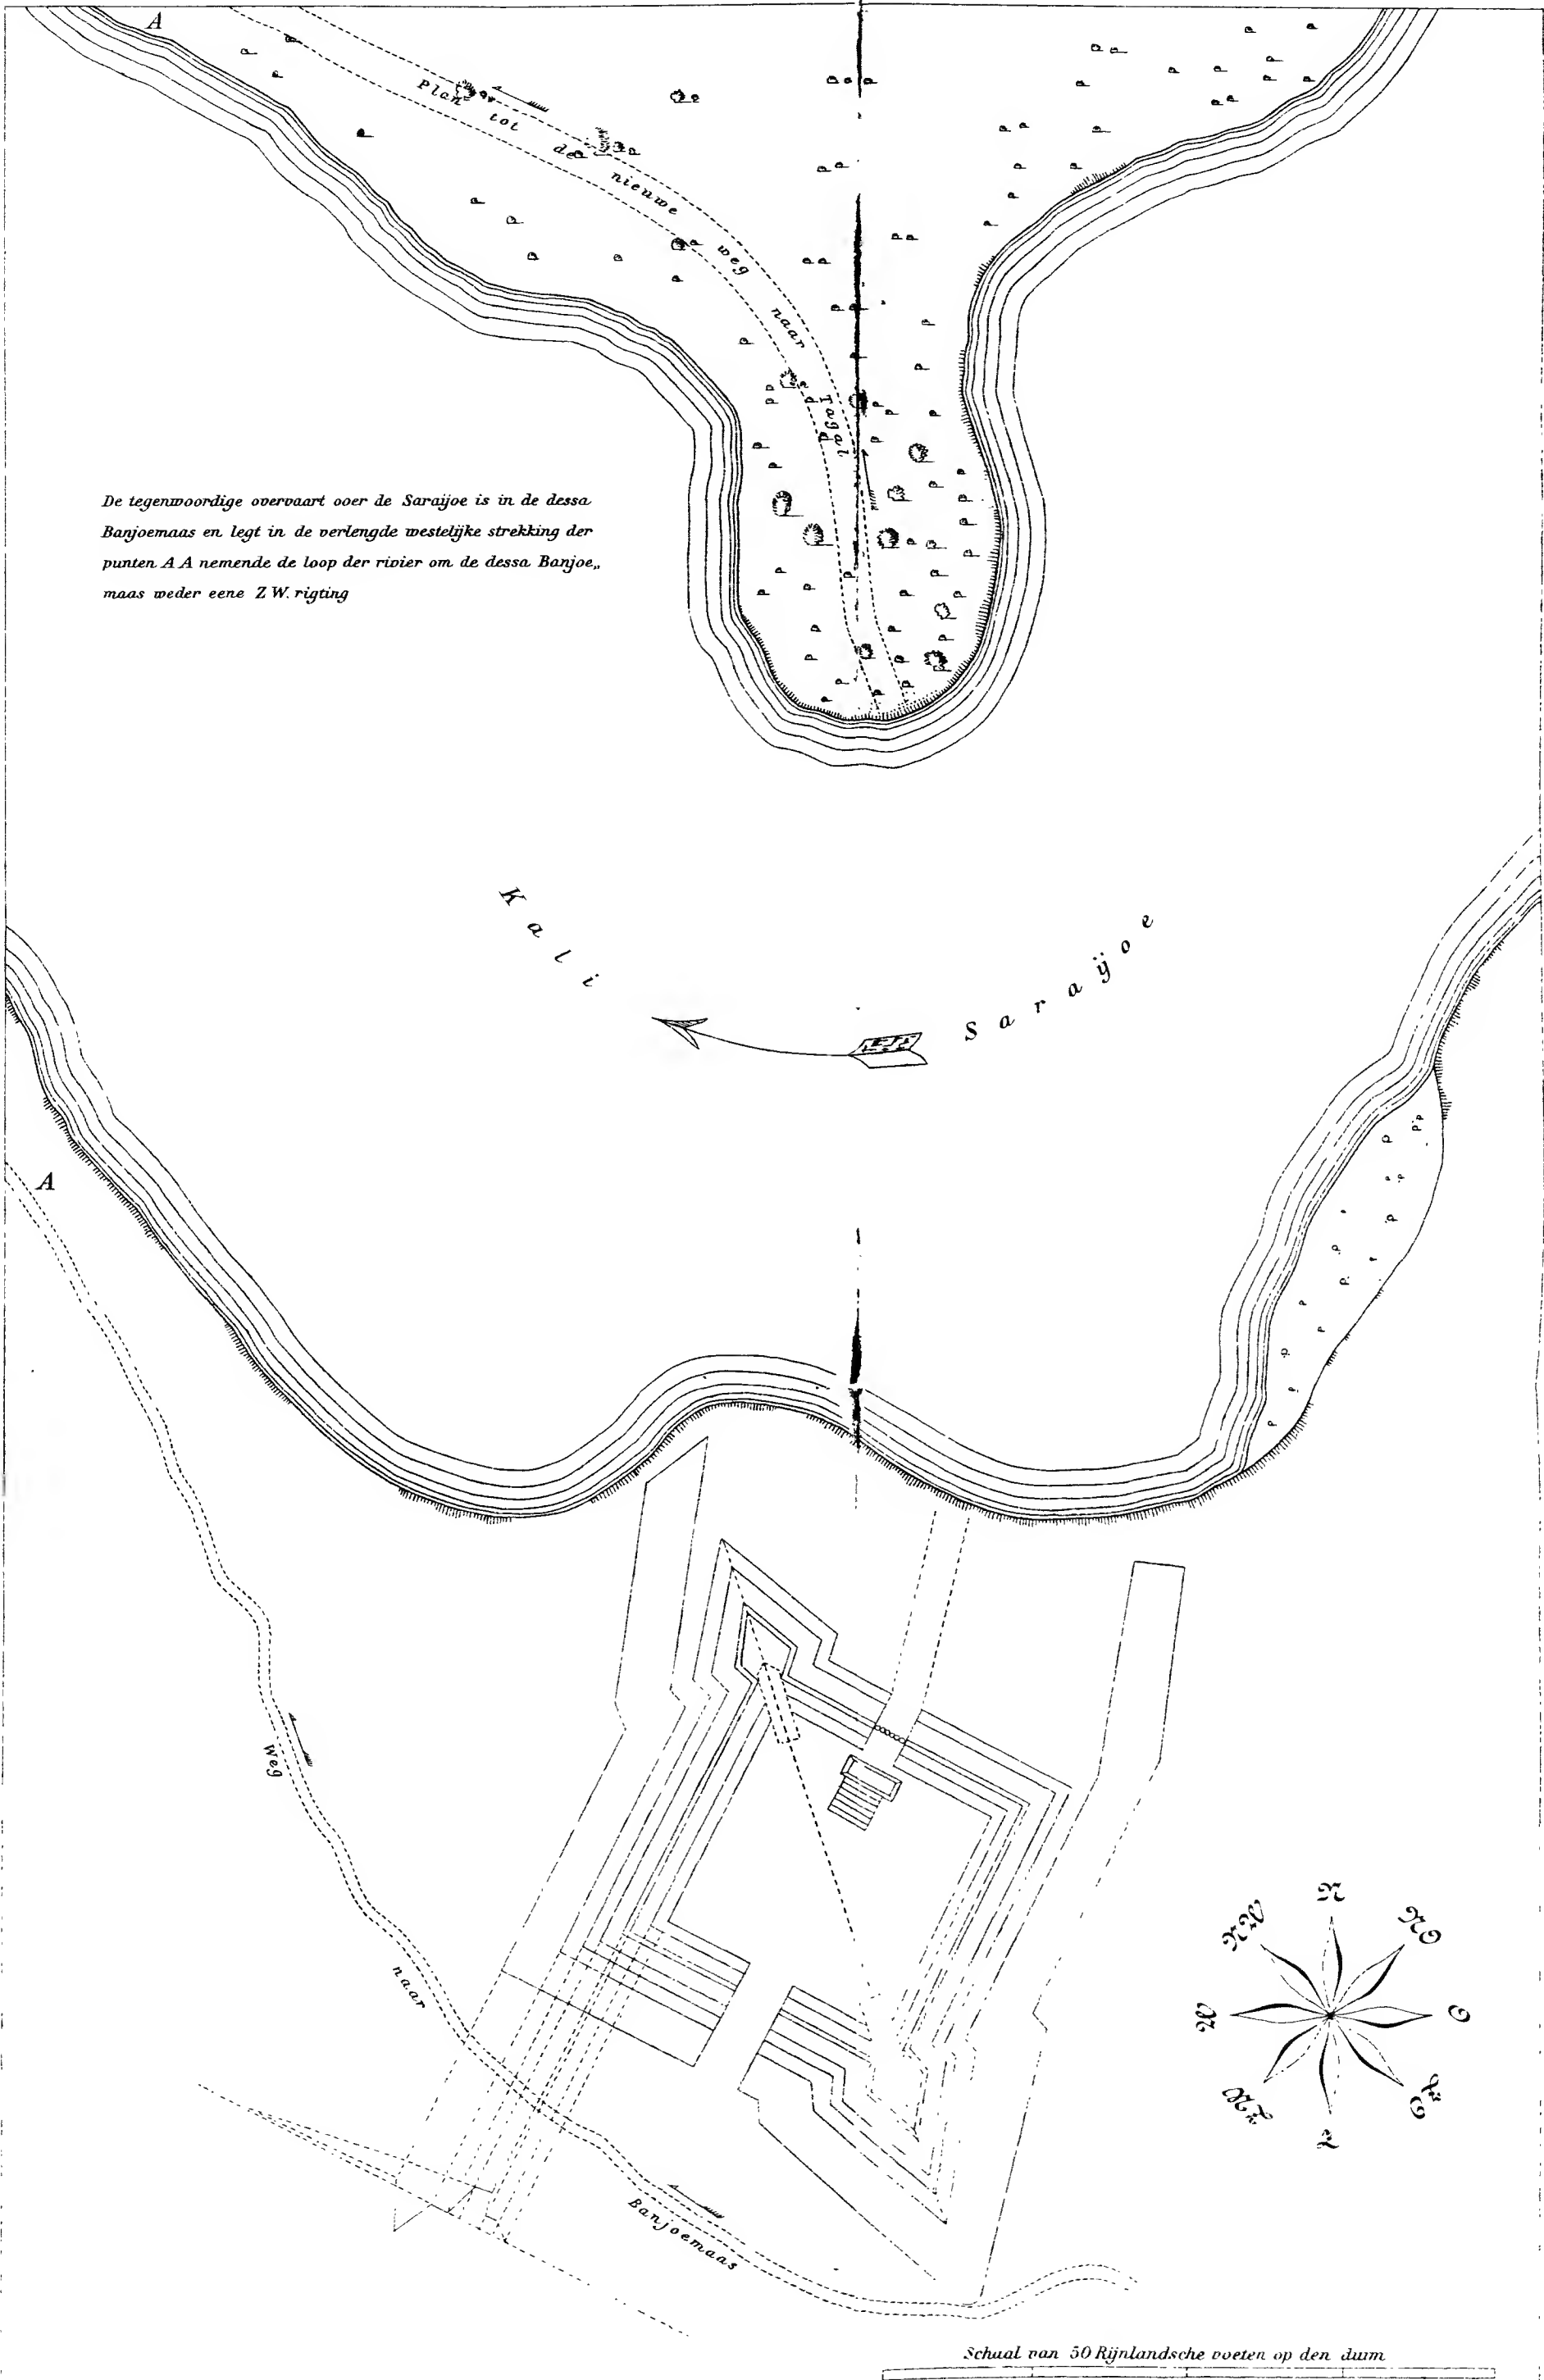 A
Plan tot de nieuwe weg naar Tagal
De tegenwoordige overvaart over de Saraijoe is in de dessa
Banjoemaas en legt in de verlengde westelijke strekking der
punten A A nemende de loop der rivier om de dessa Banjoe„
maas weder eene Z W. rigting
Kali Saraÿoe
A
Weg naar Banjoemaas
N
NO
O
ZO
Z
ZW
W
NW
Schaal van 50 Rijnlandsche voeten op den duim